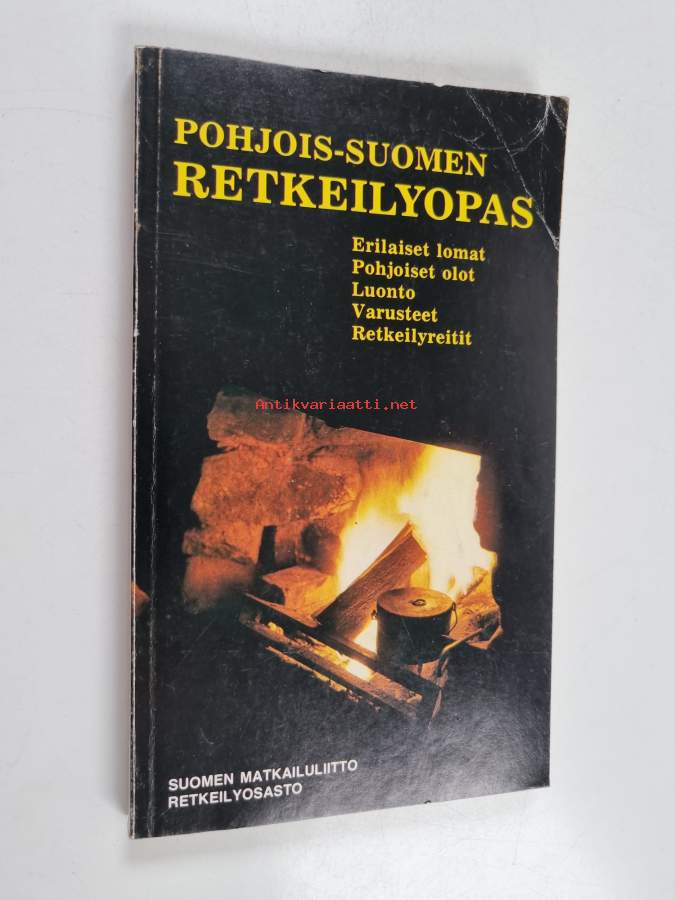 POHJOIS-SUOMEN
RETKEILYOPAS
Erilaiset lomat
Pohjoiset olot
Luonto
Varusteet
Retkeilyreitit
Antikvariaatti.net
SUOMEN MATKAILULIITTO
RETKEILYOSASTO